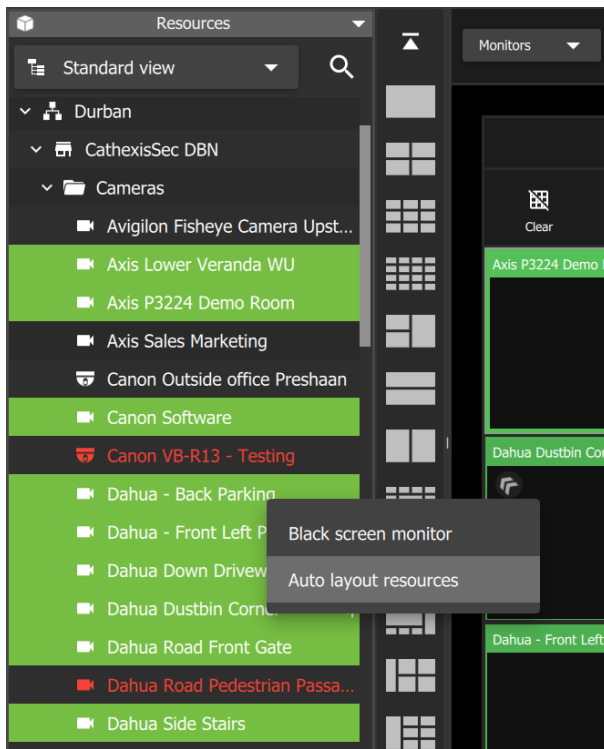 Resources
Standard view
Monitors
Durban
CathexisSec DBN
Cameras
Avigilon Fisheye Camera Upst...
Clear
Axis Lower Veranda WU
Axis P3224 Demo
Axis P3224 Demo Room
Axis Sales Marketing
Canon Outside office Preshaan
Canon Software
Canon VB-R13 - Testing
Dahua Dustbin Cor
Dahua - Back Parking
Dahua - Front Left P
Black screen monitor
Dahua Down Drivew
Auto layout resources
Dahua Dustbin Corn
Dahua Road Front Gate
Dahua - Front Left
Dahua Road Pedestrian Passa...
Dahua Side Stairs